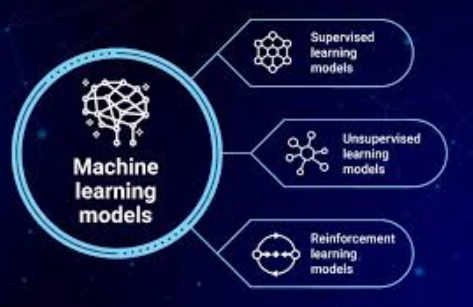 Machine
learning
models
Supervised
learning
models
Unsupervised
learning
models
Reinforcement
learning
models